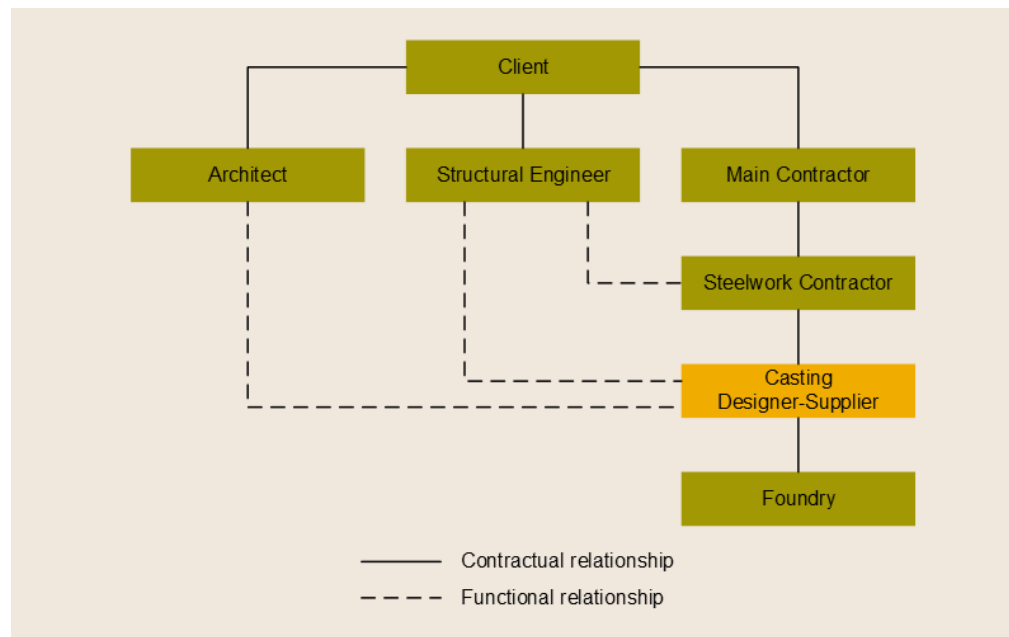 Client
Architect
Structural Engineer
Main Contractor
Steelwork Contractor
Casting
Designer-Supplier
Foundry
Contractual relationship
Functional relationship